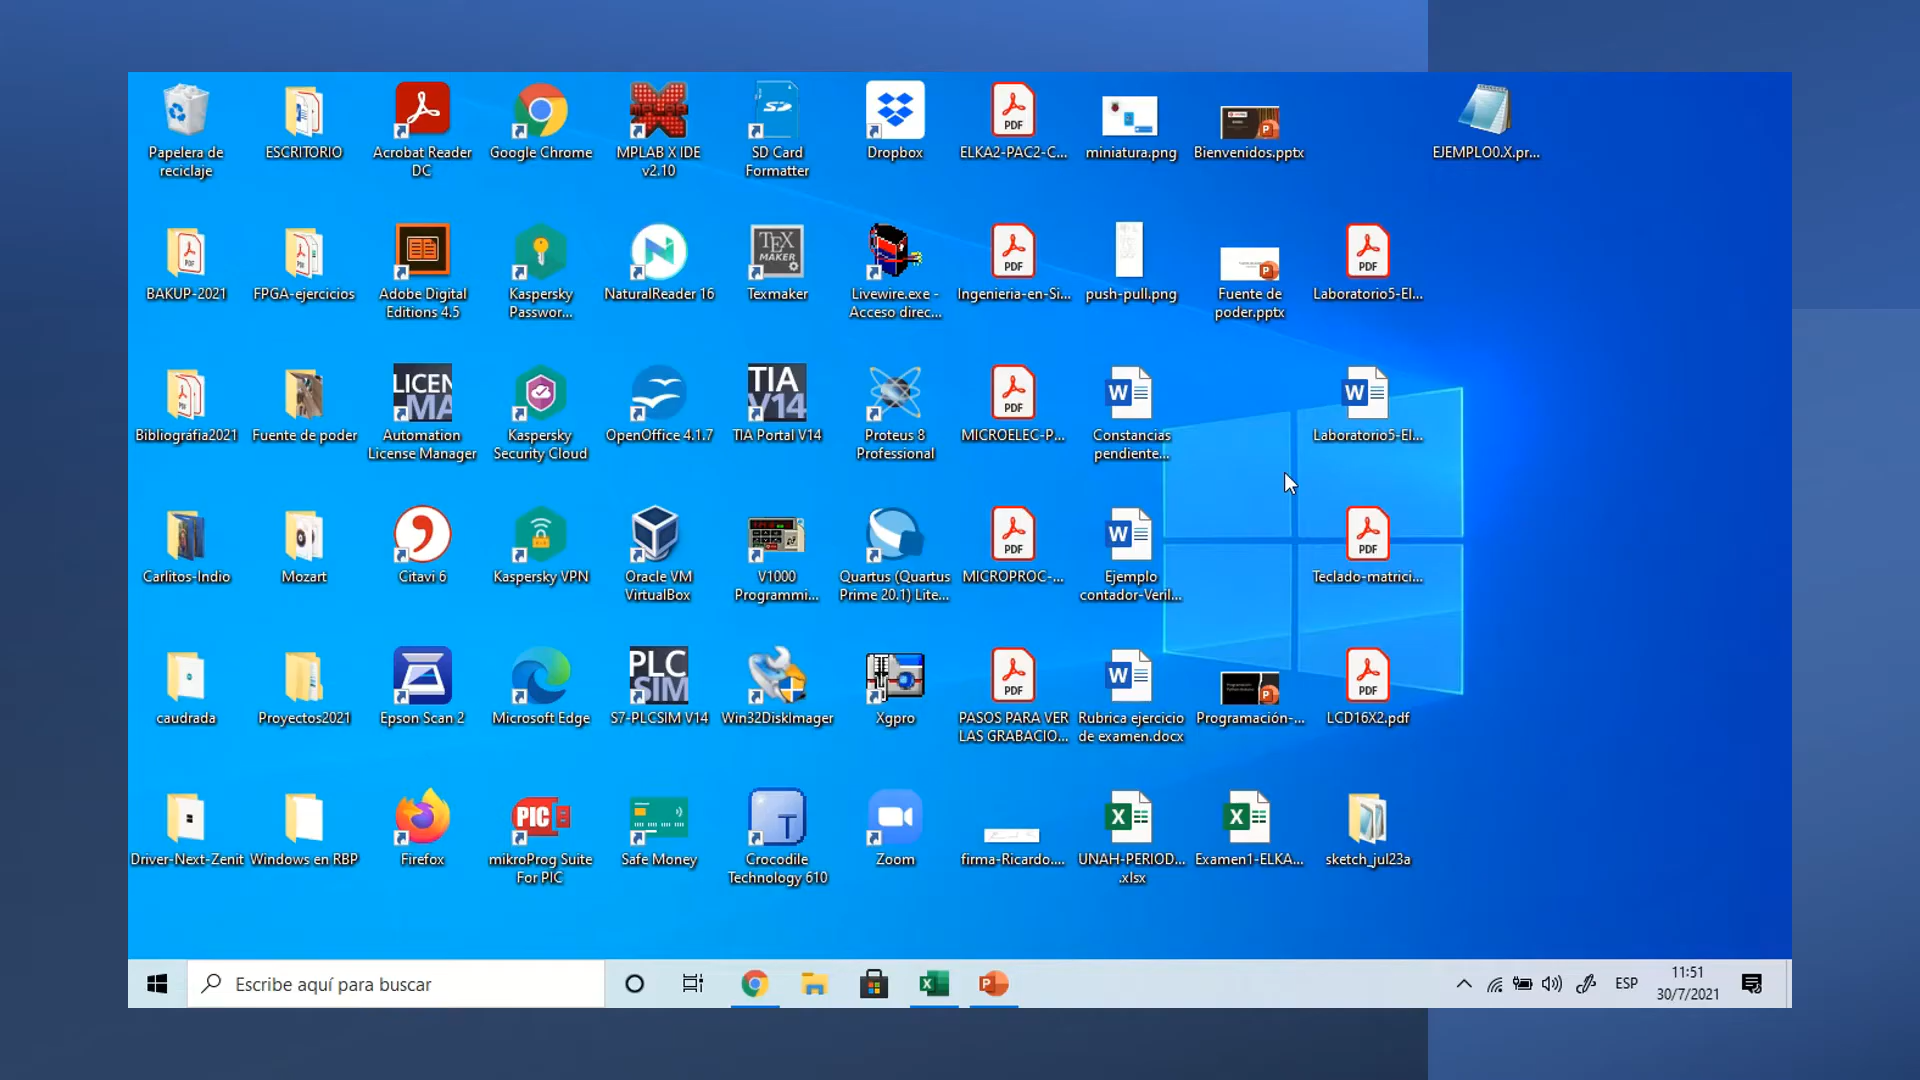 Papelera de
reciclaje
ESCRITORIO
Acrobat Reader
DC
Google Chrome
MPLAB X IDE
v2.10
SD Card
Formatter
Dropbox
ELKA2-PAC2-C...
miniatura.png
Bienvenidos.pptx
EJEMPLO0.X.pr...
BAKUP-2021
FPGA-ejercicios
Adobe Digital
Editions 4.5
Kaspersky
Passwor...
NaturalReader 16
Texmaker
Livewire.exe -
Acceso direc...
Ingenieria-en-Si...
push-pull.png
Fuente de
poder.pptx
Laboratorio5-El...
Bibliografia2021
Fuente de poder
Automation
License Manager
Kaspersky
Security Cloud
OpenOffice 4.1.7
TIA Portal V14
Proteus 8
Professional
MICROELEC-P...
Constancias
pendiente...
Laboratorio5-El...
Carlitos-Indio
Mozart
Citavi 6
Kaspersky VPN
Oracle VM
VirtualBox
V1000
Programmi...
Quartus (Quartus
Prime 20.1) Lite...
MICROPROC-...
Ejemplo
contador-Veril...
Teclado-matrici...
caudrada
Proyectos2021
Epson Scan 2
Microsoft Edge
S7-PLCSIM V14
Win32DiskImager
Xgpro
PASOS PARA VER
LAS GRABACIO...
Rubrica ejercicio
de examen.docx
Programación-...
LCD16X2.pdf
Driver-Next-Zenit
Windows en RBP
Firefox
mikroProg Suite
For PIC
Safe Money
Crocodile
Technology 610
Zoom
firma-Ricardo....
UNAH-PERIOD...
.xlsx
Examen1-ELKA...
sketch_jul23a
Escribe aquí para buscar
ESP
11:51
30/7/2021